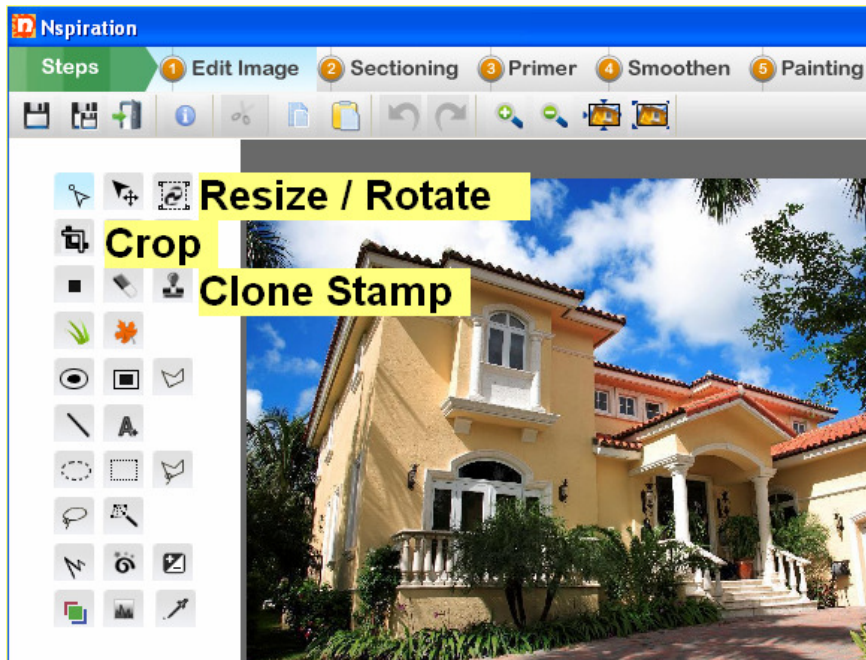 Nspiration
Steps 1 Edit Image 2 Sectioning 3 Primer 4 Smoothen 5 Painting
Resize / Rotate
Crop
Clone Stamp
A